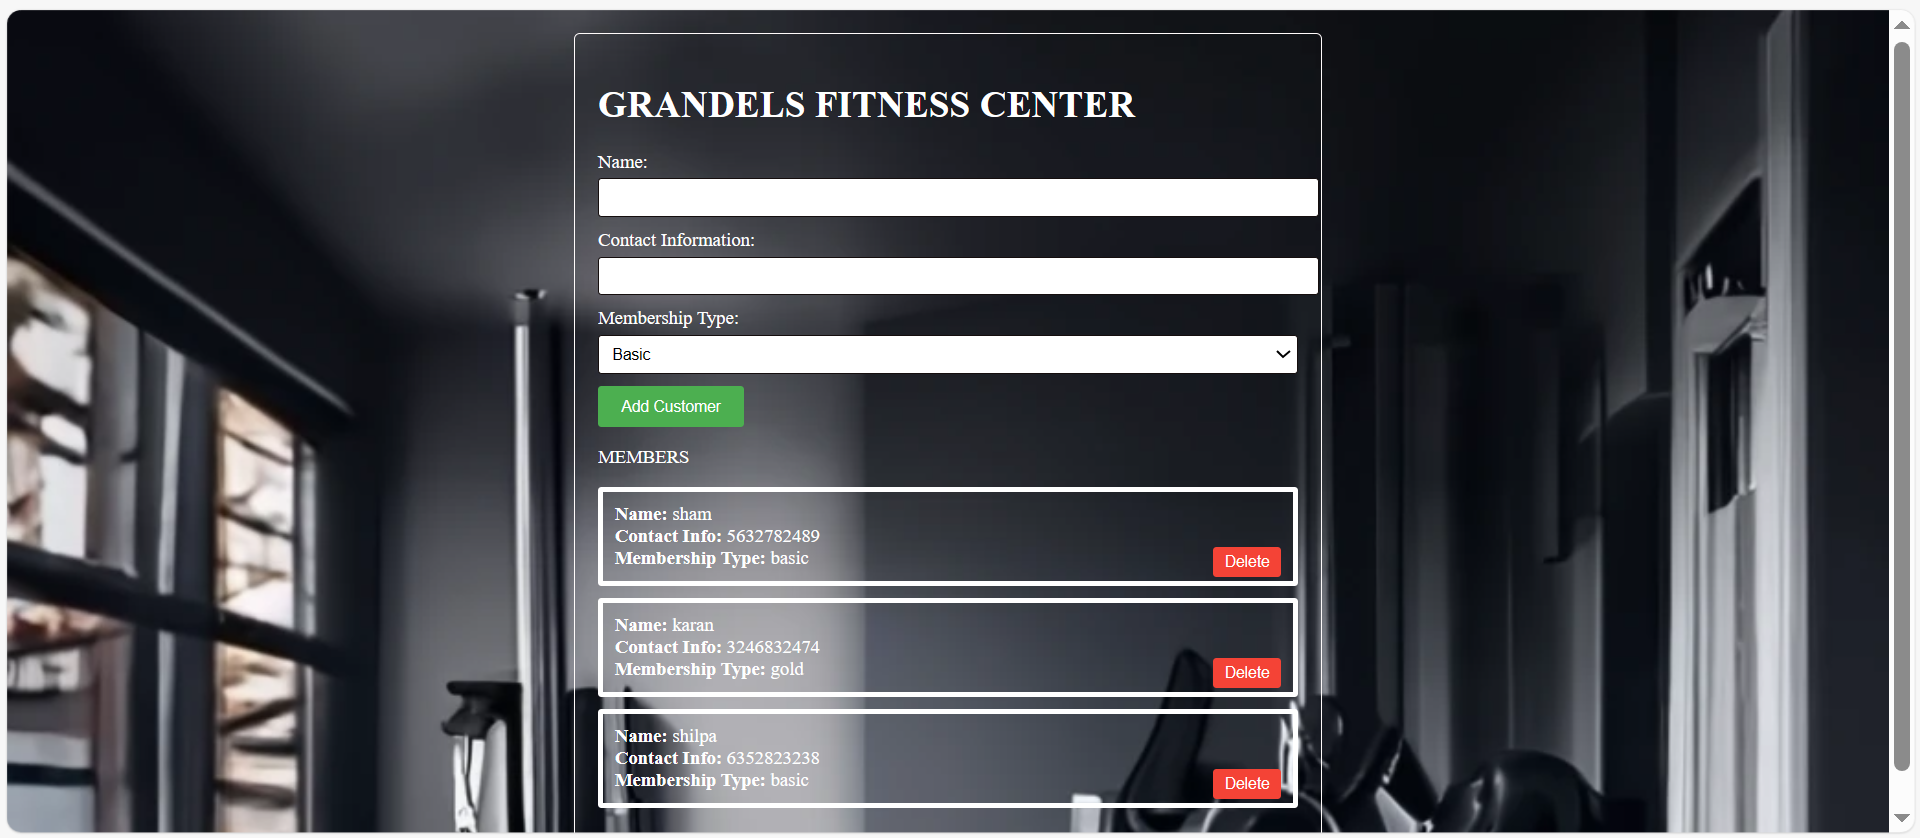 GRANDELS FITNESS CENTER
Name:
Contact Information:
Membership Type:
Basic
Add Customer
MEMBERS
Name: sham
Contact Info: 5632782489
Membership Type: basic
Delete
Name: karan
Contact Info: 3246832474
Membership Type: gold
Delete
Name: shilpa
Contact Info: 6352823238
Membership Type: basic
Delete